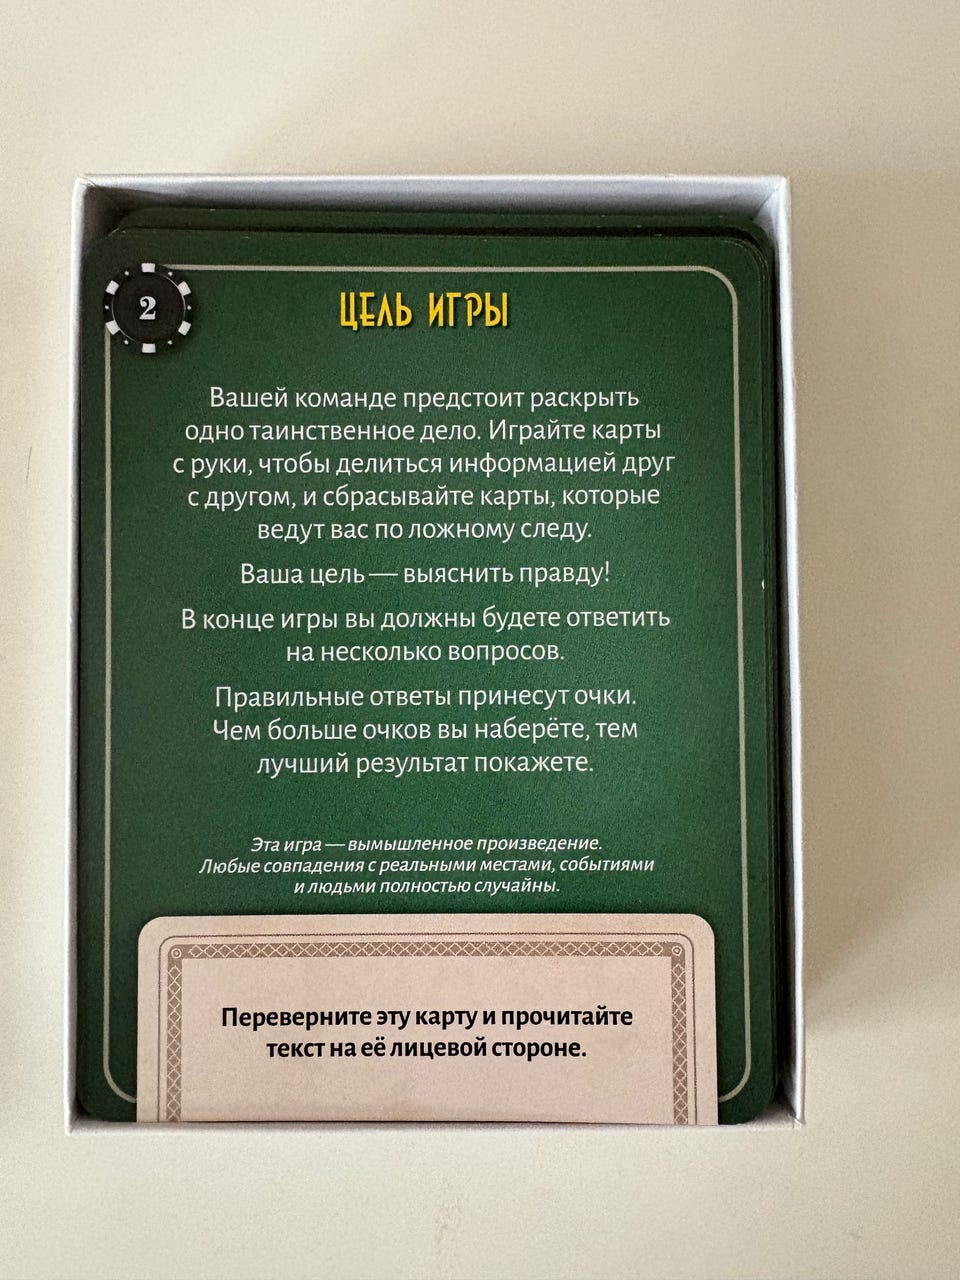 2
ЦЕЛЬ ИГРЫ
Вашей команде предстоит раскрыть
одно таинственное дело. Играйте карты
с руки, чтобы делиться информацией друг
с другом, и сбрасывайте карты, которые
ведут вас по ложному следу.
Ваша цель — выяснить правду!
В конце игры вы должны будете ответить
на несколько вопросов.
Правильные ответы принесут очки.
Чем больше очков вы наберёте, тем
лучший результат покажете.
Эта игра — вымышленное произведение.
Любые совпадения с реальными местами, событиями
и людьми полностью случайны.
Переверните эту карту и прочитайте
текст на её лицевой стороне.